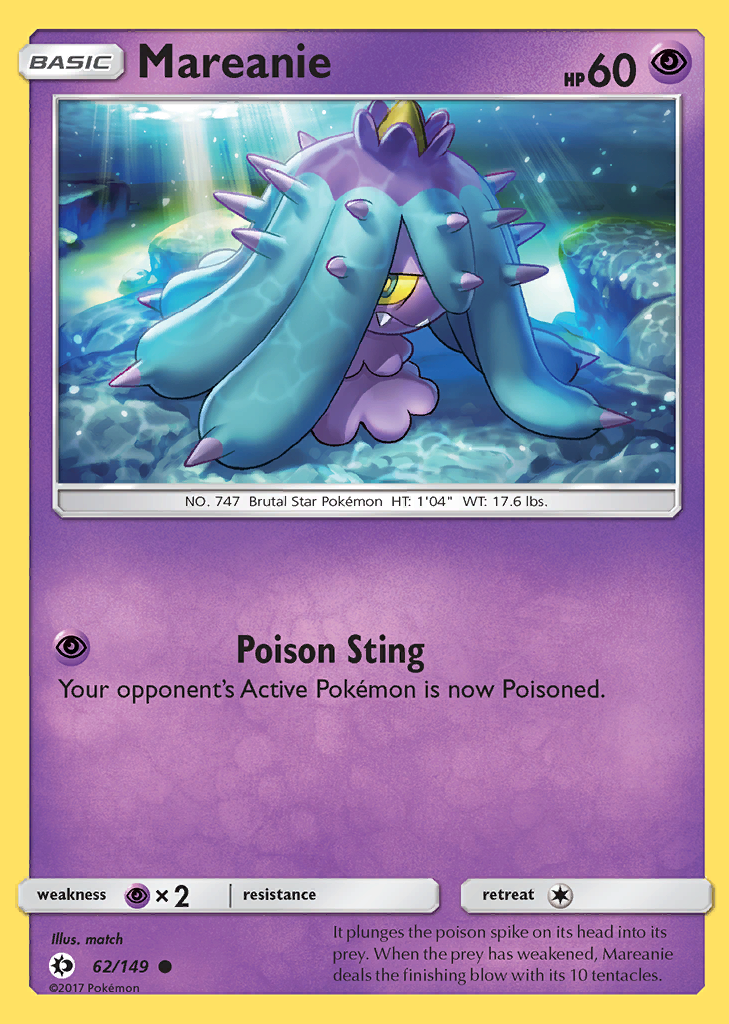 BASIC Mareanie HP60
NO. 747 Brutal Star Pokémon HT: 1'04" WT: 17.6 lbs.
Poison Sting
Your opponent's Active Pokémon is now Poisoned.
weakness × 2 resistance retreat
Illus. match
62/149
©2017 Pokémon
It plunges the poison spike on its head into its
prey. When the prey has weakened, Mareanie
deals the finishing blow with its 10 tentacles.